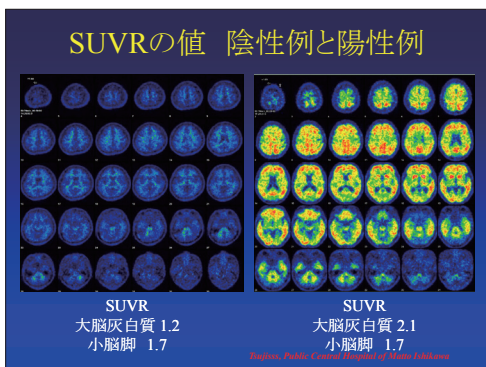 SUVRの値　陰性例と陽性例
SUVR
大脳灰白質 1.2
小脳脚 1.7
SUVR
大脳灰白質 2.1
小脳脚 1.7
Public Central Hospital of Matto Ishikawa